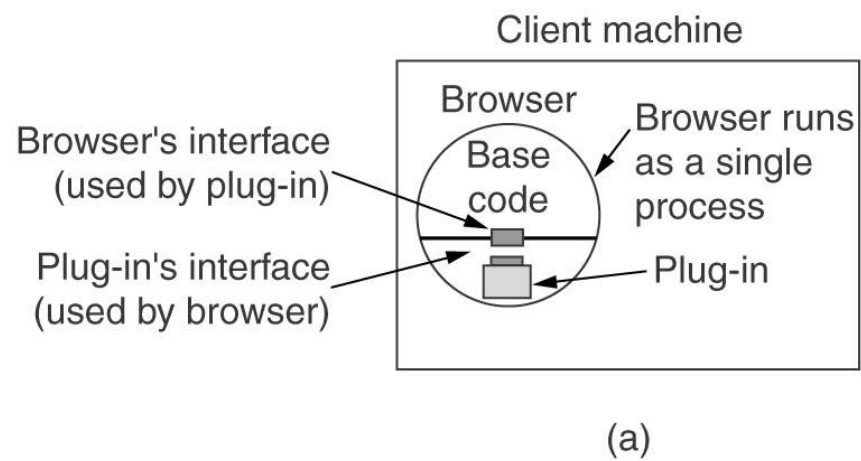 Client machine
Browser
Browser's interface
(used by plug-in)
Base
code
Browser runs
as a single
process
Plug-in's interface
(used by browser)
Plug-in
(a)